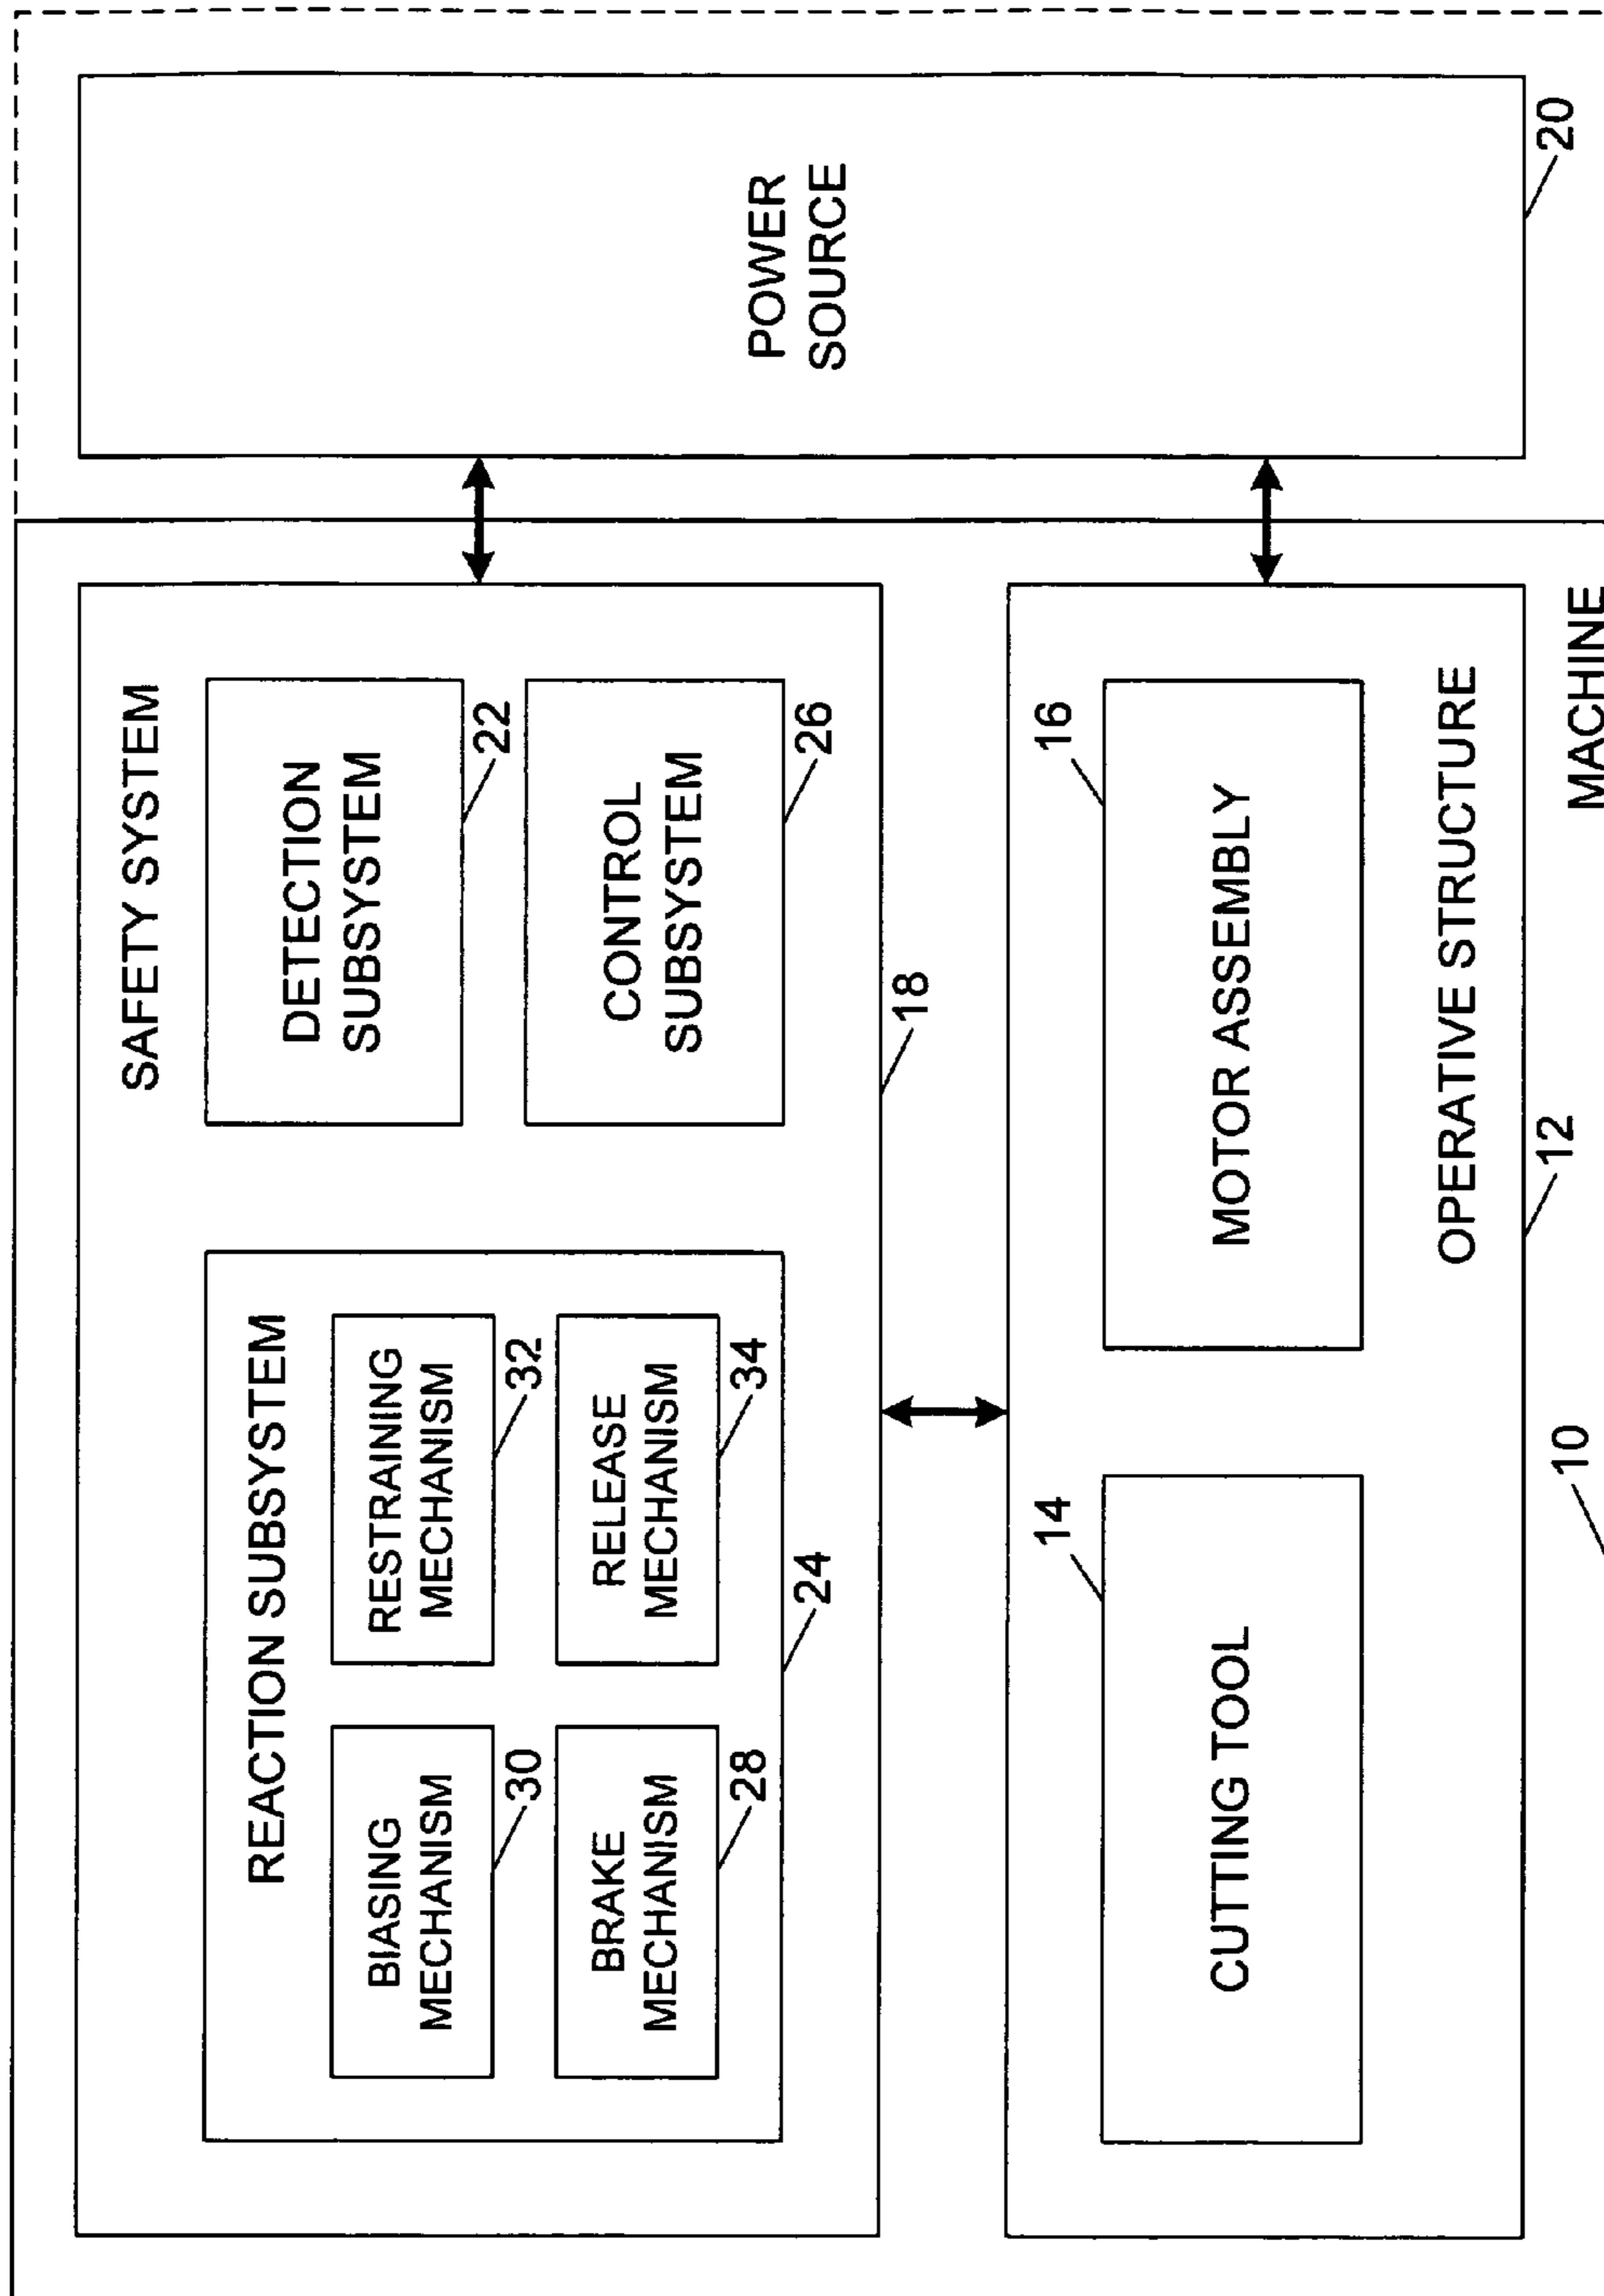 SAFETY SYSTEM
REACTION SUBSYSTEM
BIASING
MECHANISM
30
RESTRAINING
MECHANISM
32
BRAKE
MECHANISM
28
RELEASE
MECHANISM
34
24
DETECTION
SUBSYSTEM
22
CONTROL
SUBSYSTEM
26
18
POWER
SOURCE
20
14
CUTTING TOOL
16
MOTOR ASSEMBLY
OPERATIVE STRUCTURE
12
10
MACHINE